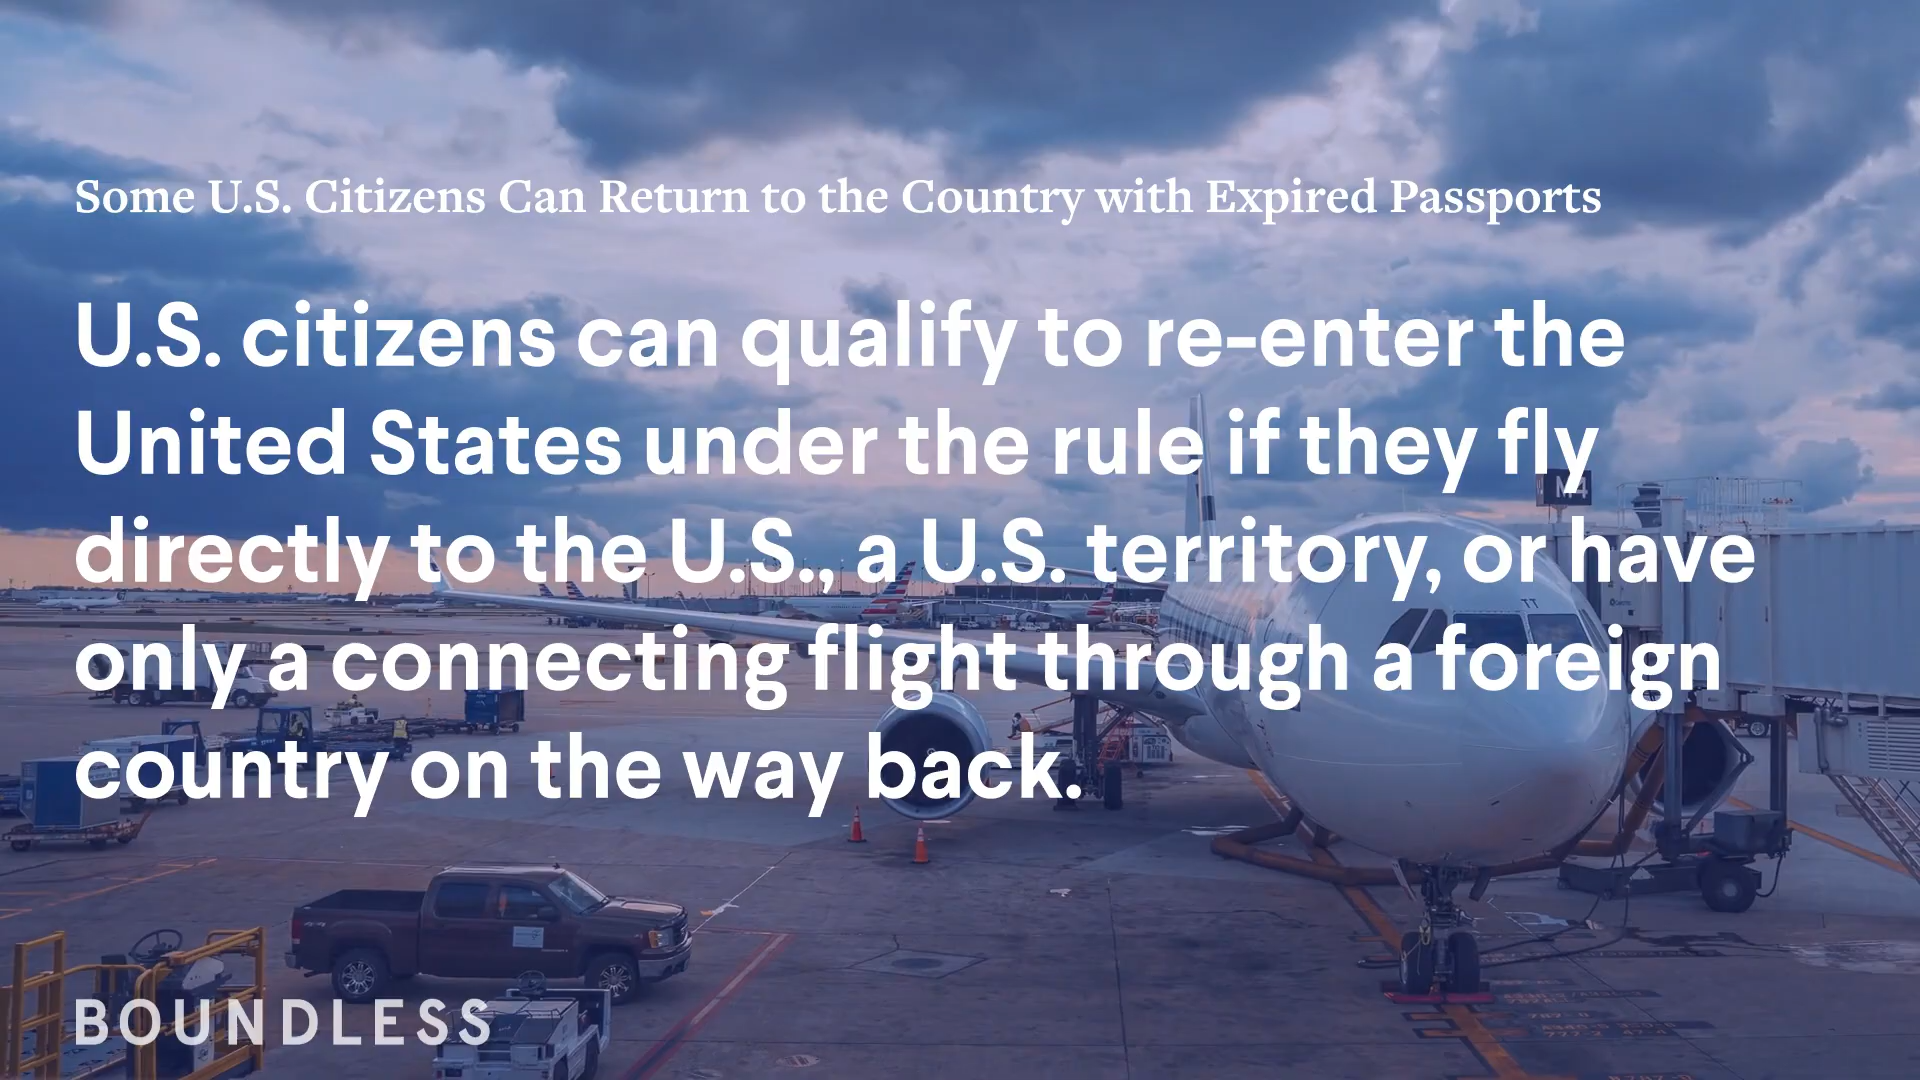 Some U.S. Citizens Can Return to the Country with Expired Passports
U.S. citizens can qualify to re-enter the
United States under the rule if they fly
directly to the U.S., a U.S. territory, or have
only a connecting flight through a foreign
country on the way back.
M4
BOUNDLESS